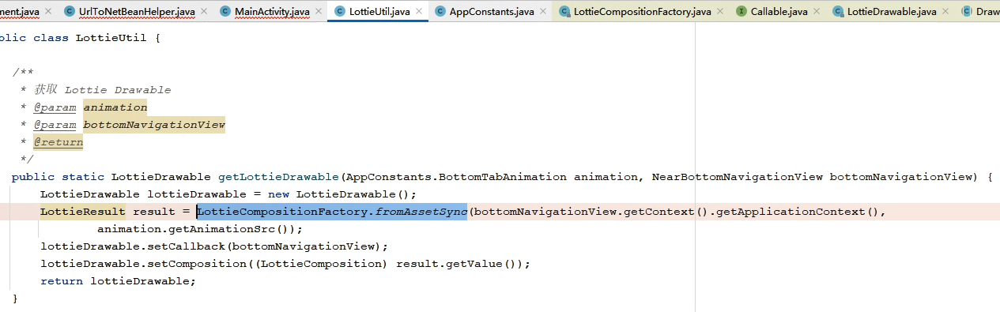 ment.java UrlToNetBeanHelper.java MainActivity.java LottieUtil.java AppConstants.java LottieCompositionFactory.java Callable.java LottieDrawable.java Draw
blic class LottieUtil {
/**
* 获取 Lottie Drawable
* @param animation
* @param bottomNavigationView
* @return
*/
public static LottieDrawable getLottieDrawable(AppConstants.BottomTabAnimation animation, NearBottomNavigationView bottomNavigationView) {
LottieDrawable lottieDrawable = new LottieDrawable();
LottieResult result = LottieCompositionFactory.fromAssetSync(bottomNavigationView.getContext().getApplicationContext(),
animation.getAnimationSrc());
lottieDrawable.setCallback(bottomNavigationView);
lottieDrawable.setComposition((LottieComposition) result.getValue());
return lottieDrawable;
}